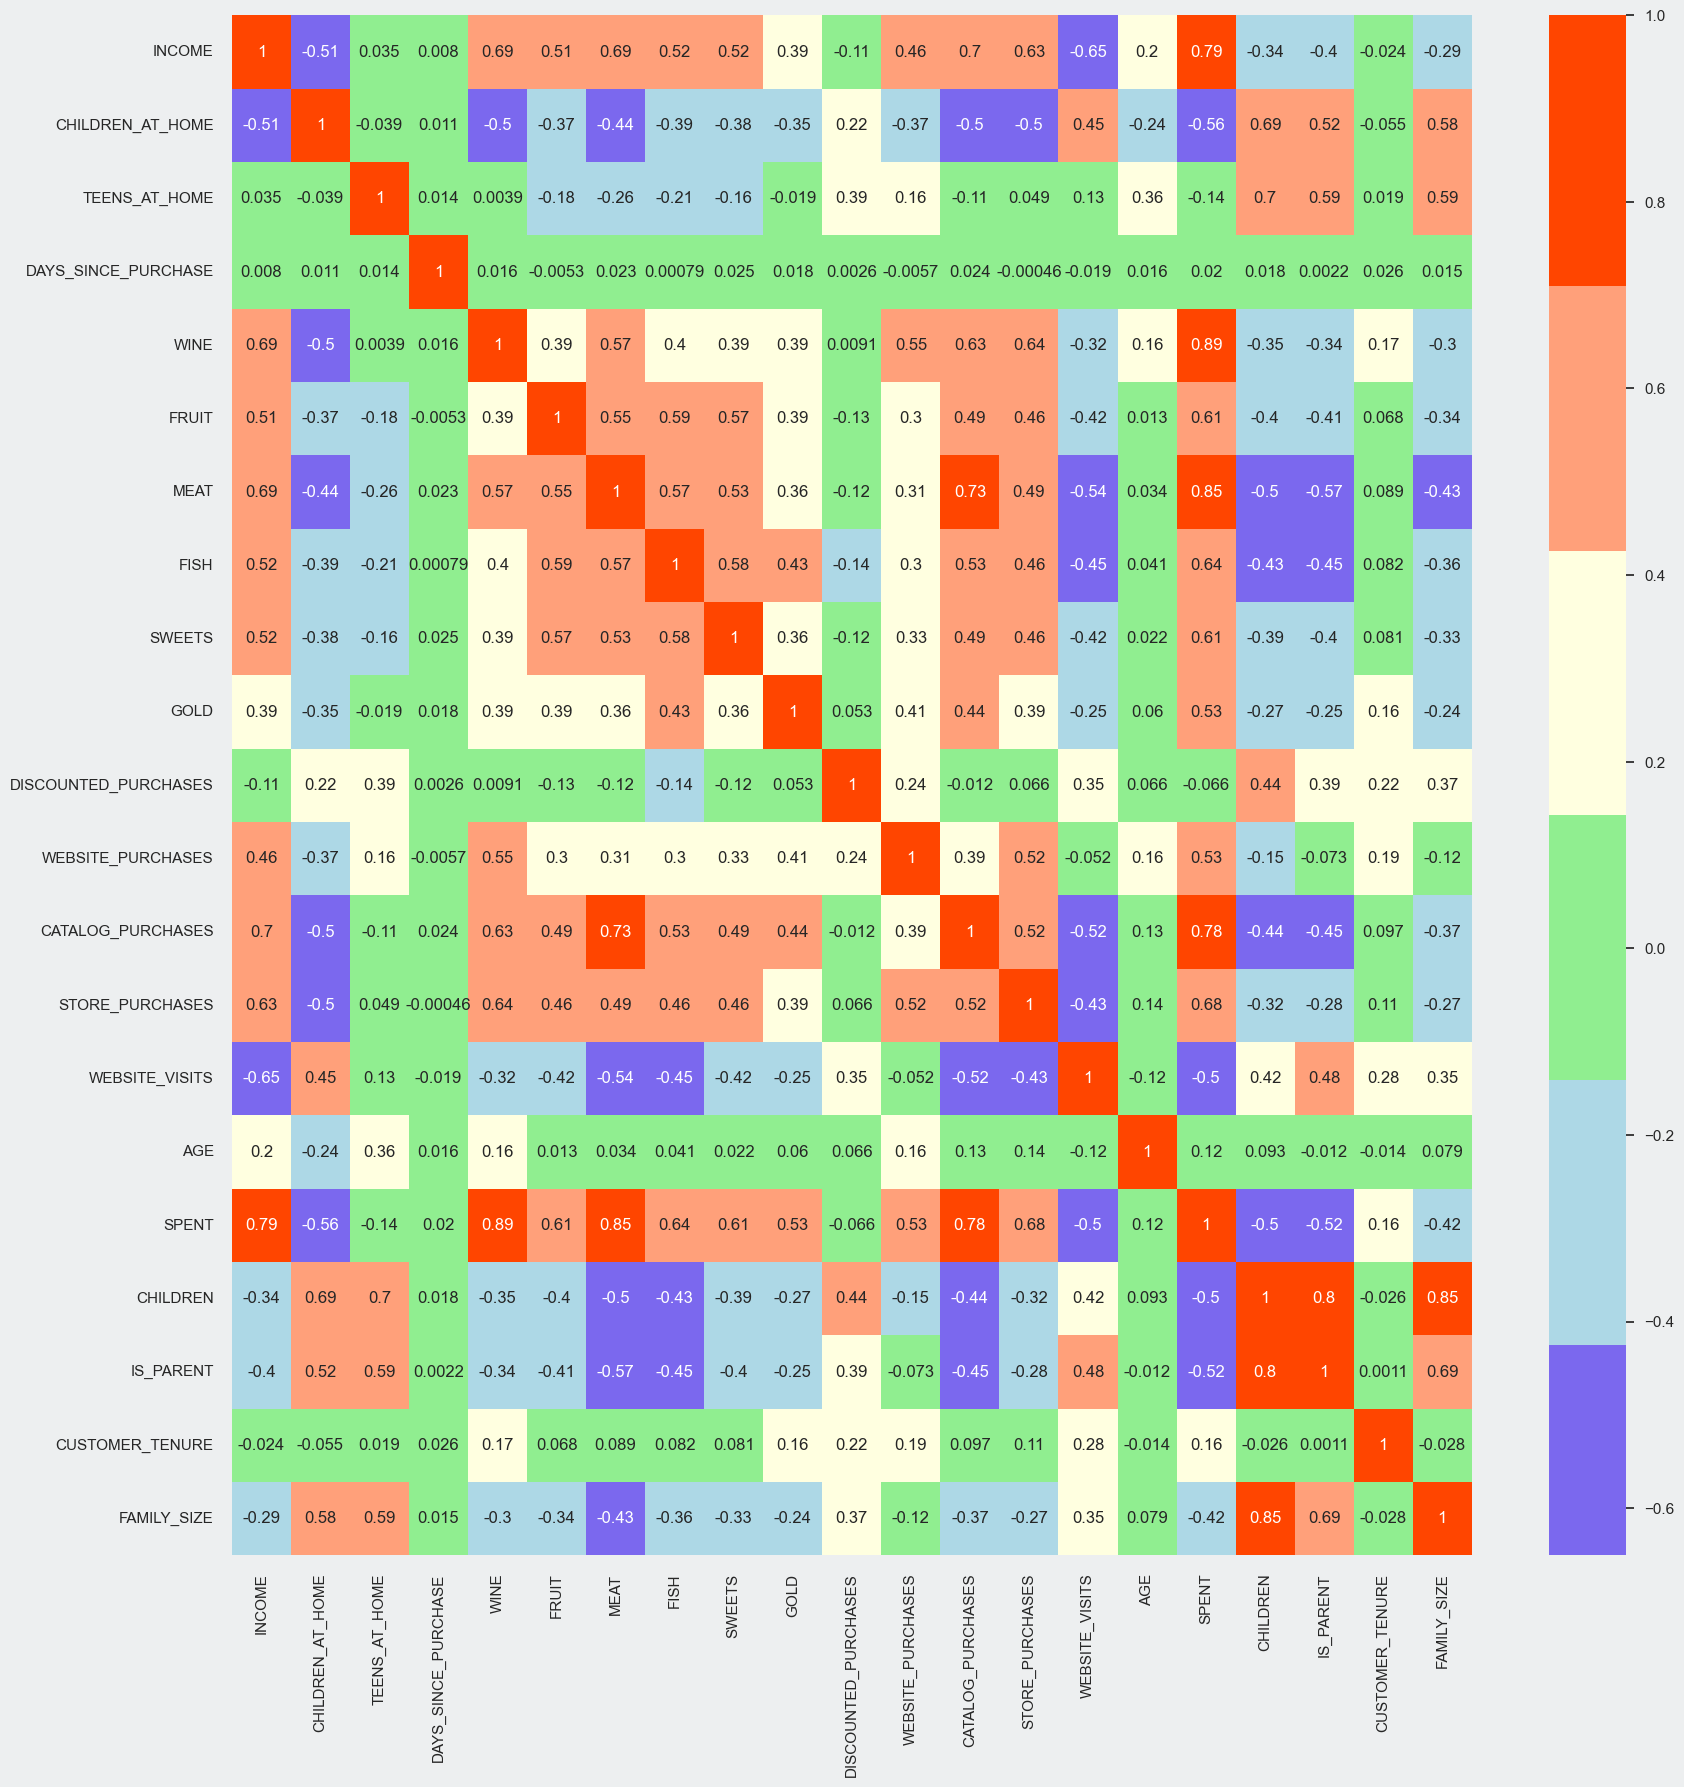 INCOME 1 -0.51 0.035 0.008 0.69 0.51 0.69 0.52 0.52 0.39 -0.11 0.46 0.7 0.63 -0.65 0.2 0.79 -0.34 -0.4 -0.024 -0.29
CHILDREN_AT_HOME -0.51 1 -0.039 0.011 -0.5 -0.37 -0.44 -0.39 -0.38 -0.35 0.22 -0.37 -0.5 -0.5 0.45 -0.24 -0.56 0.69 0.52 -0.055 0.58
TEENS_AT_HOME 0.035 -0.039 1 0.014 0.0039 -0.18 -0.26 -0.21 -0.16 -0.019 0.39 0.16 -0.11 0.049 0.13 0.36 -0.14 0.7 0.59 0.019 0.59
DAYS_SINCE_PURCHASE 0.008 0.011 0.014 1 0.016 -0.0053 0.023 0.00079 0.025 0.018 0.0026 -0.0057 0.024 -0.00046 -0.019 0.016 0.02 0.018 0.0022 0.026 0.015
WINE 0.69 -0.5 0.0039 0.016 1 0.39 0.57 0.4 0.39 0.39 0.0091 0.55 0.63 0.64 -0.32 0.16 0.89 -0.35 -0.34 0.17 -0.3
FRUIT 0.51 -0.37 -0.18 -0.0053 0.39 1 0.55 0.59 0.57 0.39 -0.13 0.3 0.49 0.46 -0.42 0.013 0.61 -0.4 -0.41 0.068 -0.34
MEAT 0.69 -0.44 -0.26 0.023 0.57 0.55 1 0.57 0.53 0.36 -0.12 0.31 0.73 0.49 -0.54 0.034 0.85 -0.5 -0.57 0.089 -0.43
FISH 0.52 -0.39 -0.21 0.00079 0.4 0.59 0.57 1 0.58 0.43 -0.14 0.3 0.53 0.46 -0.45 0.041 0.64 -0.43 -0.45 0.082 -0.36
SWEETS 0.52 -0.38 -0.16 0.025 0.39 0.57 0.53 0.58 1 0.36 -0.12 0.33 0.49 0.46 -0.42 0.022 0.61 -0.39 -0.4 0.081 -0.33
GOLD 0.39 -0.35 -0.019 0.018 0.39 0.39 0.36 0.43 0.36 1 0.053 0.41 0.44 0.39 -0.25 0.06 0.53 -0.27 -0.25 0.16 -0.24
DISCOUNTED_PURCHASES -0.11 0.22 0.39 0.0026 0.0091 -0.13 -0.12 -0.14 -0.12 0.053 1 0.24 -0.012 0.066 0.35 0.066 -0.066 0.44 0.39 0.22 0.37
WEBSITE_PURCHASES 0.46 -0.37 0.16 -0.0057 0.55 0.3 0.31 0.3 0.33 0.41 0.24 1 0.39 0.52 -0.052 0.16 0.53 -0.15 -0.073 0.19 -0.12
CATALOG_PURCHASES 0.7 -0.5 -0.11 0.024 0.63 0.49 0.73 0.53 0.49 0.44 -0.012 0.39 1 0.52 -0.52 0.13 0.78 -0.44 -0.45 0.097 -0.37
STORE_PURCHASES 0.63 -0.5 0.049 -0.00046 0.64 0.46 0.49 0.46 0.46 0.39 0.066 0.52 0.52 1 -0.43 0.14 0.68 -0.32 -0.28 0.11 -0.27
WEBSITE_VISITS -0.65 0.45 0.13 -0.019 -0.32 -0.42 -0.54 -0.45 -0.42 -0.25 0.35 -0.052 -0.52 -0.43 1 -0.12 -0.5 0.42 0.48 0.28 0.35
AGE 0.2 -0.24 0.36 0.016 0.16 0.013 0.034 0.041 0.022 0.06 0.066 0.16 0.13 0.14 -0.12 1 0.12 0.093 -0.012 -0.014 0.079
SPENT 0.79 -0.56 -0.14 0.02 0.89 0.61 0.85 0.64 0.61 0.53 -0.066 0.53 0.78 0.68 -0.5 0.12 1 -0.5 -0.52 0.16 -0.42
CHILDREN -0.34 0.69 0.7 0.018 -0.35 -0.4 -0.5 -0.43 -0.39 -0.27 0.44 -0.15 -0.44 -0.32 0.42 0.093 -0.5 1 0.8 -0.026 0.85
IS_PARENT -0.4 0.52 0.59 0.0022 -0.34 -0.41 -0.57 -0.45 -0.4 -0.25 0.39 -0.073 -0.45 -0.28 0.48 -0.012 -0.52 0.8 1 0.0011 0.69
CUSTOMER_TENURE -0.024 -0.055 0.019 0.026 0.17 0.068 0.089 0.082 0.081 0.16 0.22 0.19 0.097 0.11 0.28 -0.014 0.16 -0.026 0.0011 1 -0.028
FAMILY_SIZE -0.29 0.58 0.59 0.015 -0.3 -0.34 -0.43 -0.36 -0.33 -0.24 0.37 -0.12 -0.37 -0.27 0.35 0.079 -0.42 0.85 0.69 -0.028 1
INCOME
CHILDREN_AT_HOME
TEENS_AT_HOME
DAYS_SINCE_PURCHASE
WINE
FRUIT
MEAT
FISH
SWEETS
GOLD
DISCOUNTED_PURCHASES
WEBSITE_PURCHASES
CATALOG_PURCHASES
STORE_PURCHASES
WEBSITE_VISITS
AGE
SPENT
CHILDREN
IS_PARENT
CUSTOMER_TENURE
FAMILY_SIZE
1.0
0.8
0.6
0.4
0.2
0.0
−0.2
−0.4
−0.6